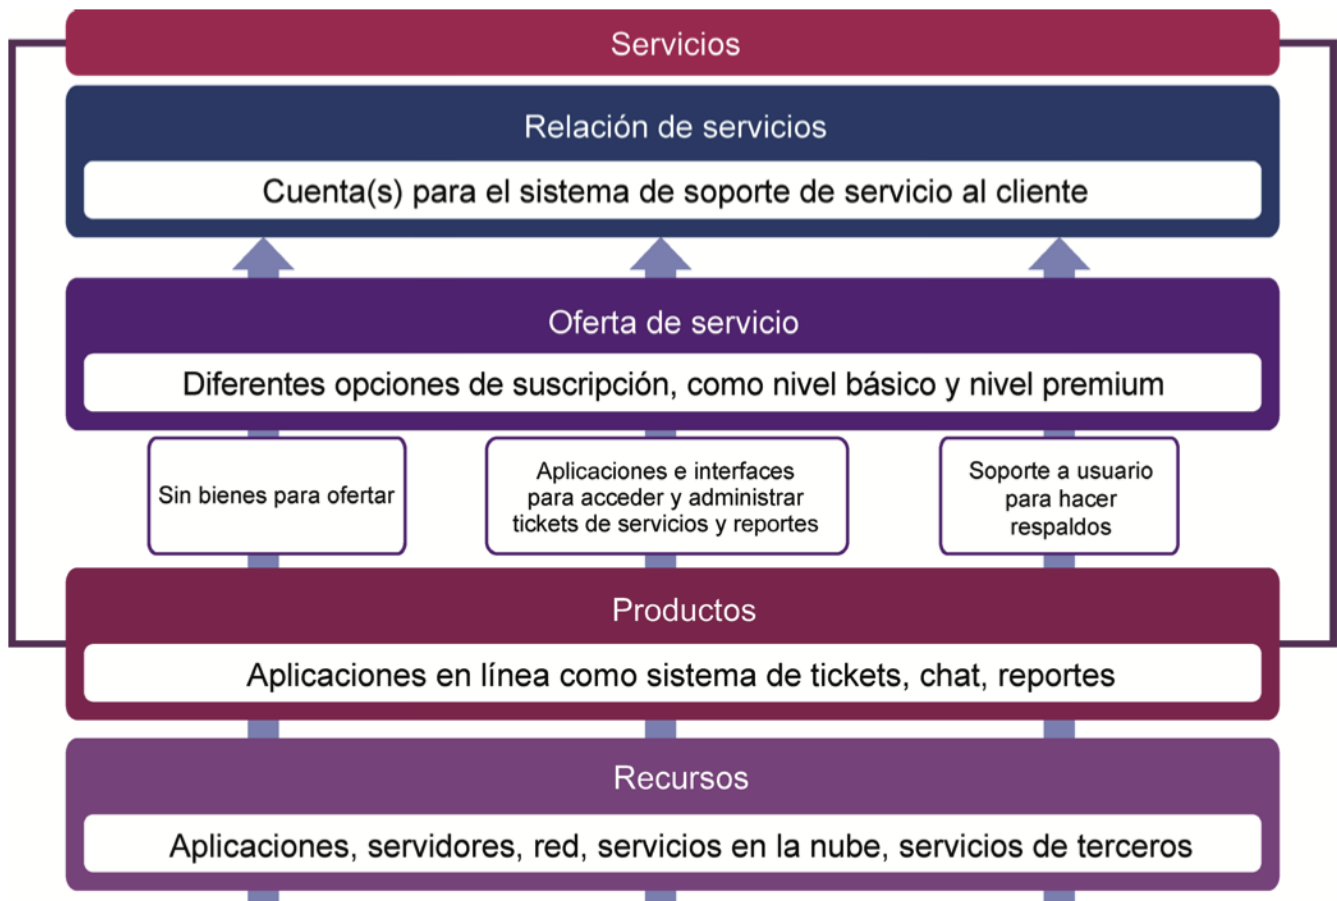 Servicios
Relación de servicios
Cuenta(s) para el sistema de soporte de servicio al cliente
Oferta de servicio
Diferentes opciones de suscripción, como nivel básico y nivel premium
Sin bienes para ofertar
Aplicaciones e interfaces
para acceder y administrar
tickets de servicios y reportes
Soporte a usuario
para hacer
respaldos
Productos
Aplicaciones en línea como sistema de tickets, chat, reportes
Recursos
Aplicaciones, servidores, red, servicios en la nube, servicios de terceros